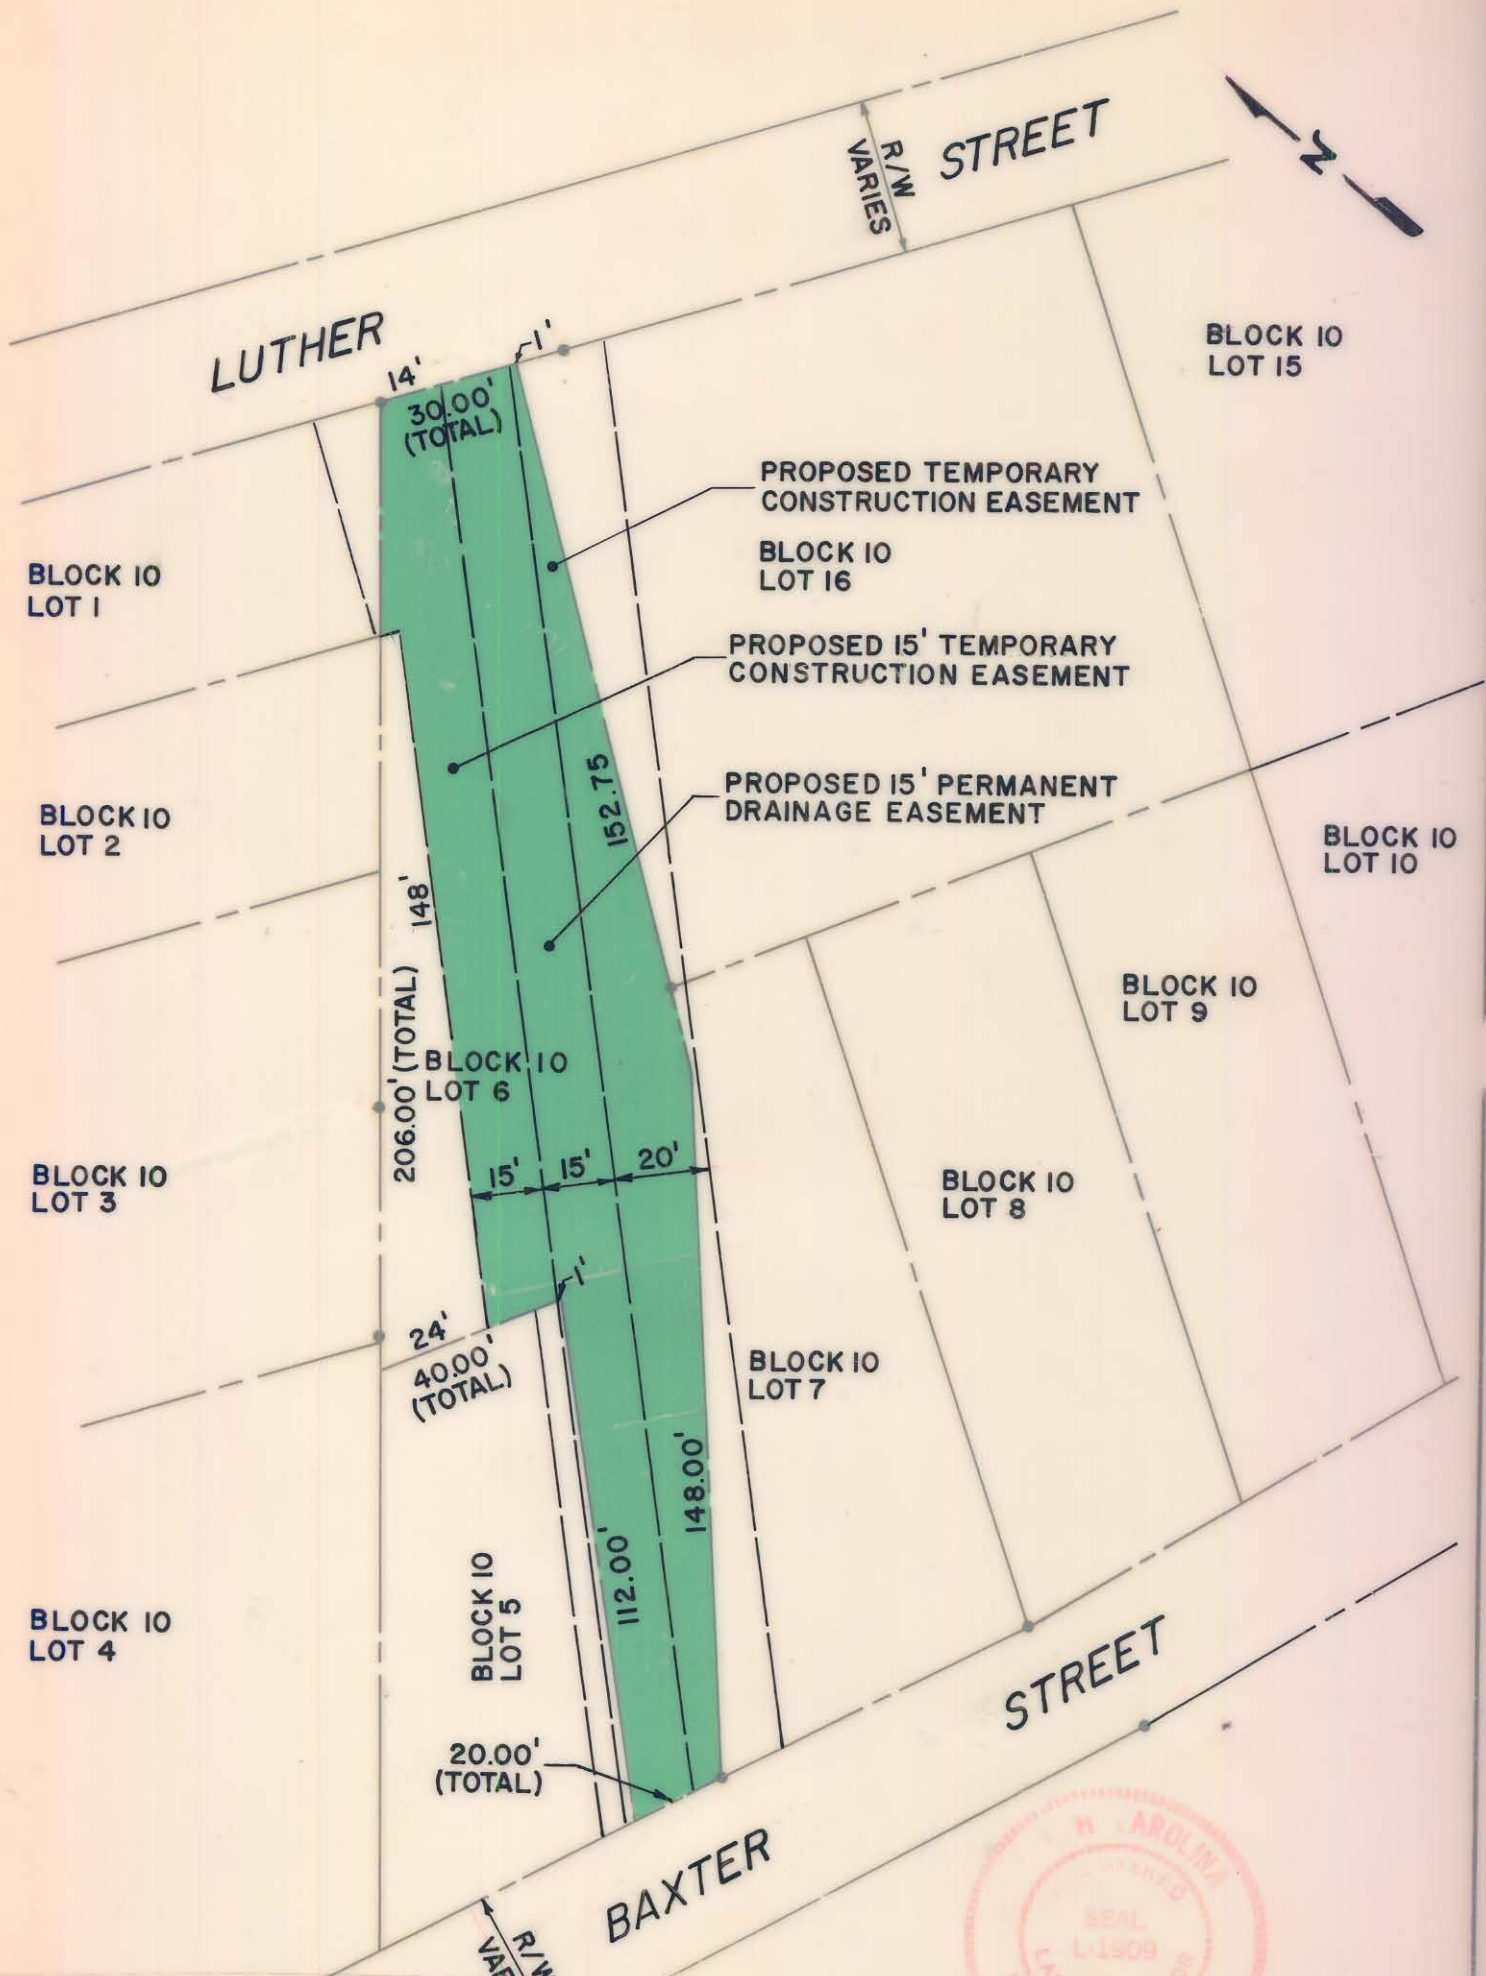 STREET
R/W
VARIES
N
LUTHER
14'
1'
30.00'
(TOTAL)
BLOCK 10
LOT 15
PROPOSED TEMPORARY
CONSTRUCTION EASEMENT
BLOCK 10
LOT 16
BLOCK 10
LOT 1
PROPOSED 15' TEMPORARY
CONSTRUCTION EASEMENT
152.75
PROPOSED 15' PERMANENT
DRAINAGE EASEMENT
BLOCK 10
LOT 2
BLOCK 10
LOT 10
148'
206.00' (TOTAL)
BLOCK 10
LOT 6
BLOCK 10
LOT 9
BLOCK 10
LOT 3
15'
15'
20'
BLOCK 10
LOT 8
1'
24'
40.00'
(TOTAL)
BLOCK 10
LOT 7
148.00'
112.00'
BLOCK 10
LOT 5
BLOCK 10
LOT 4
20.00'
(TOTAL)
STREET
BAXTER
R/W
SEAL
L-1909